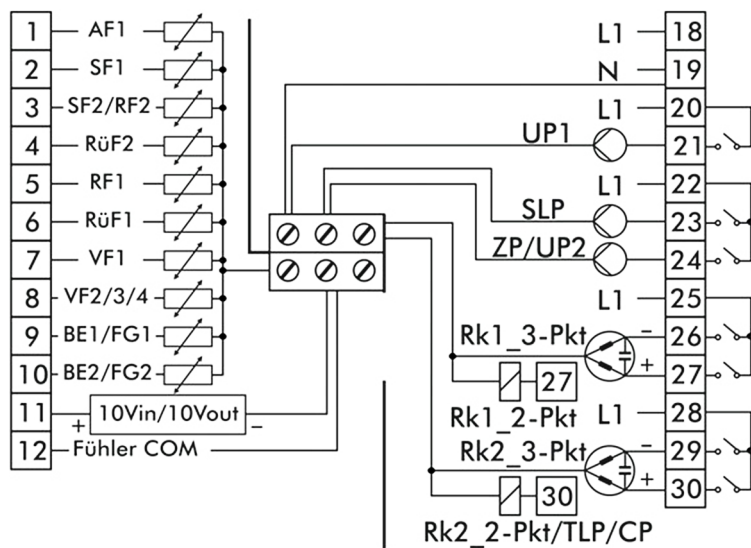 1 AF1
2 SF1
3 SF2/RF2
4 RüF2
5 RF1
6 RüF1
7 VF1
8 VF2/3/4
9 BE1/FG1
10 BE2/FG2
11 + 10Vin/10Vout –
12 Fühler COM
L1 18
N 19
L1 20
UP1 21
L1 22
SLP 23
ZP/UP2 24
L1 25
Rk1_3-Pkt – 26
27 + 27
Rk1_2-Pkt L1 28
Rk2_3-Pkt – 29
30 + 30
Rk2_2-Pkt/TLP/CP